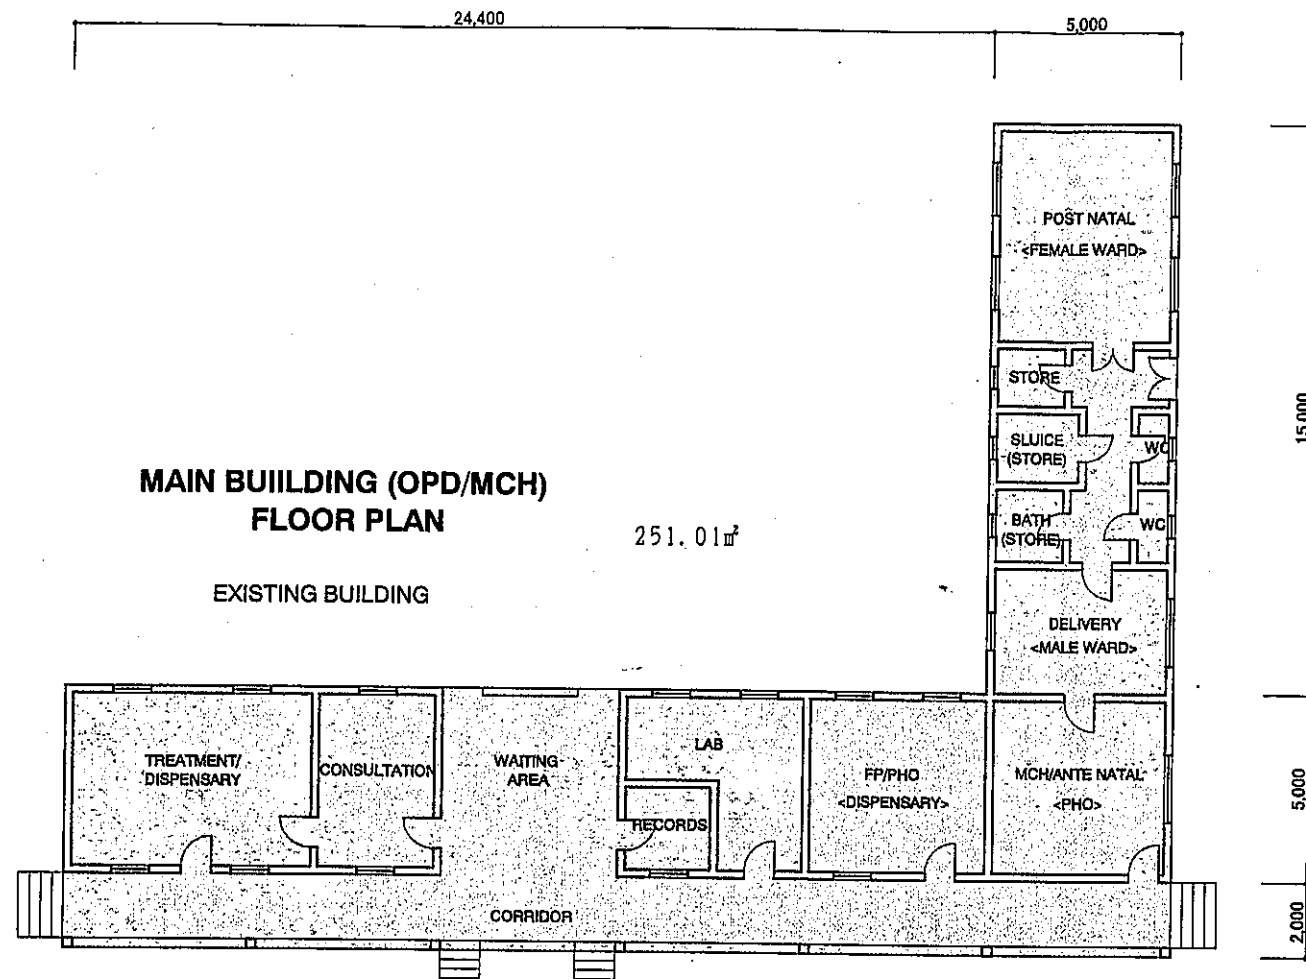 24,400
5,000
POST NATAL
<FEMALE WARD>
STORE
15,000
SLUICE
(STORE)
WC
MAIN BUIILDING (OPD/MCH)
FLOOR PLAN
251.01㎡
BATH
(STORE)
WC
EXISTING BUILDING
DELIVERY
<MALE WARD>
TREATMENT/
DISPENSARY
CONSULTATION
WAITING
AREA
LAB
RECORDS
FP/PHO
<DISPENSARY>
MCH/ANTE NATAL
<PHO>
5,000
CORRIDOR
2,000